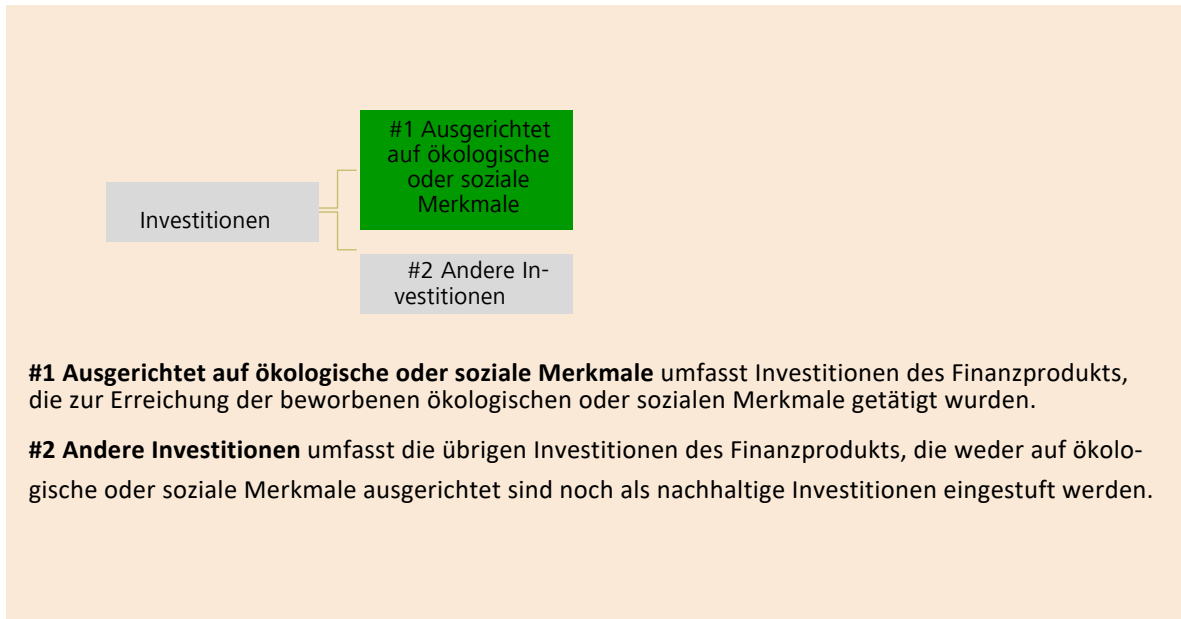 #1 Ausgerichtet
auf ökologische
oder soziale
Merkmale
Investitionen
#2 Andere In-
vestitionen
#1 Ausgerichtet auf ökologische oder soziale Merkmale umfasst Investitionen des Finanzprodukts,
die zur Erreichung der beworbenen ökologischen oder sozialen Merkmale getätigt wurden.
#2 Andere Investitionen umfasst die übrigen Investitionen des Finanzprodukts, die weder auf ökolo-
gische oder soziale Merkmale ausgerichtet sind noch als nachhaltige Investitionen eingestuft werden.